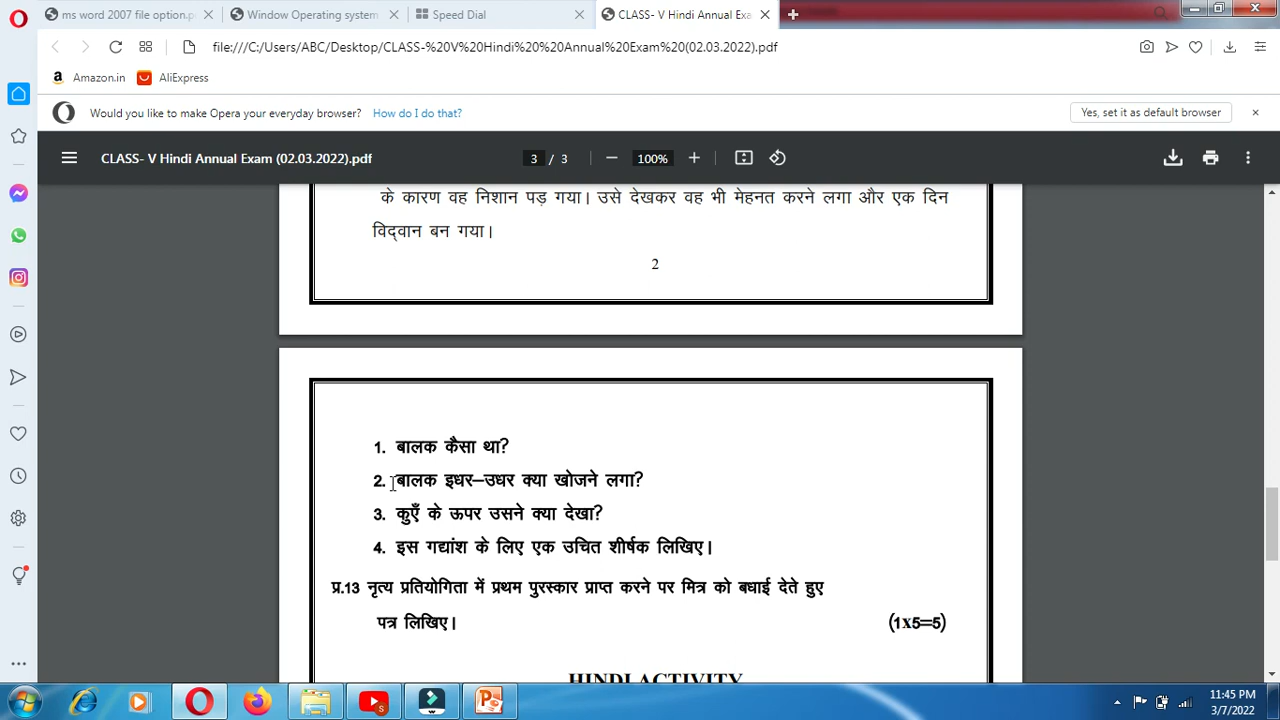 ms word 2007 file option.p
Window Operating system
Speed Dial
CLASS- V Hindi Annual Exa
file:///C:/Users/ABC/Desktop/CLASS-%20V%20Hindi%20%20Annual%20Exam%20(02.03.2022).pdf
Amazon.in
AliExpress
Would you like to make Opera your everyday browser? How do I do that?
Yes, set it as default browser
CLASS- V Hindi Annual Exam (02.03.2022).pdf
3 / 3
100%
के कारण वह निशान पड़ गया। उसे देखकर वह भी मेहनत करने लगा और एक दिन
विद्वान बन गया।
2
1. बालक कैसा था?
2. बालक इधर–उधर क्या खोजने लगा?
3. कुएँ के ऊपर उसने क्या देखा?
4. इस गद्यांश के लिए एक उचित शीर्षक लिखिए।
प्र.13 नृत्य प्रतियोगिता में प्रथम पुरस्कार प्राप्त करने पर मित्र को बधाई देते हुए
पत्र लिखिए। (1x5=5)
HINDI ACTIVITY
11:45 PM
3/7/2022